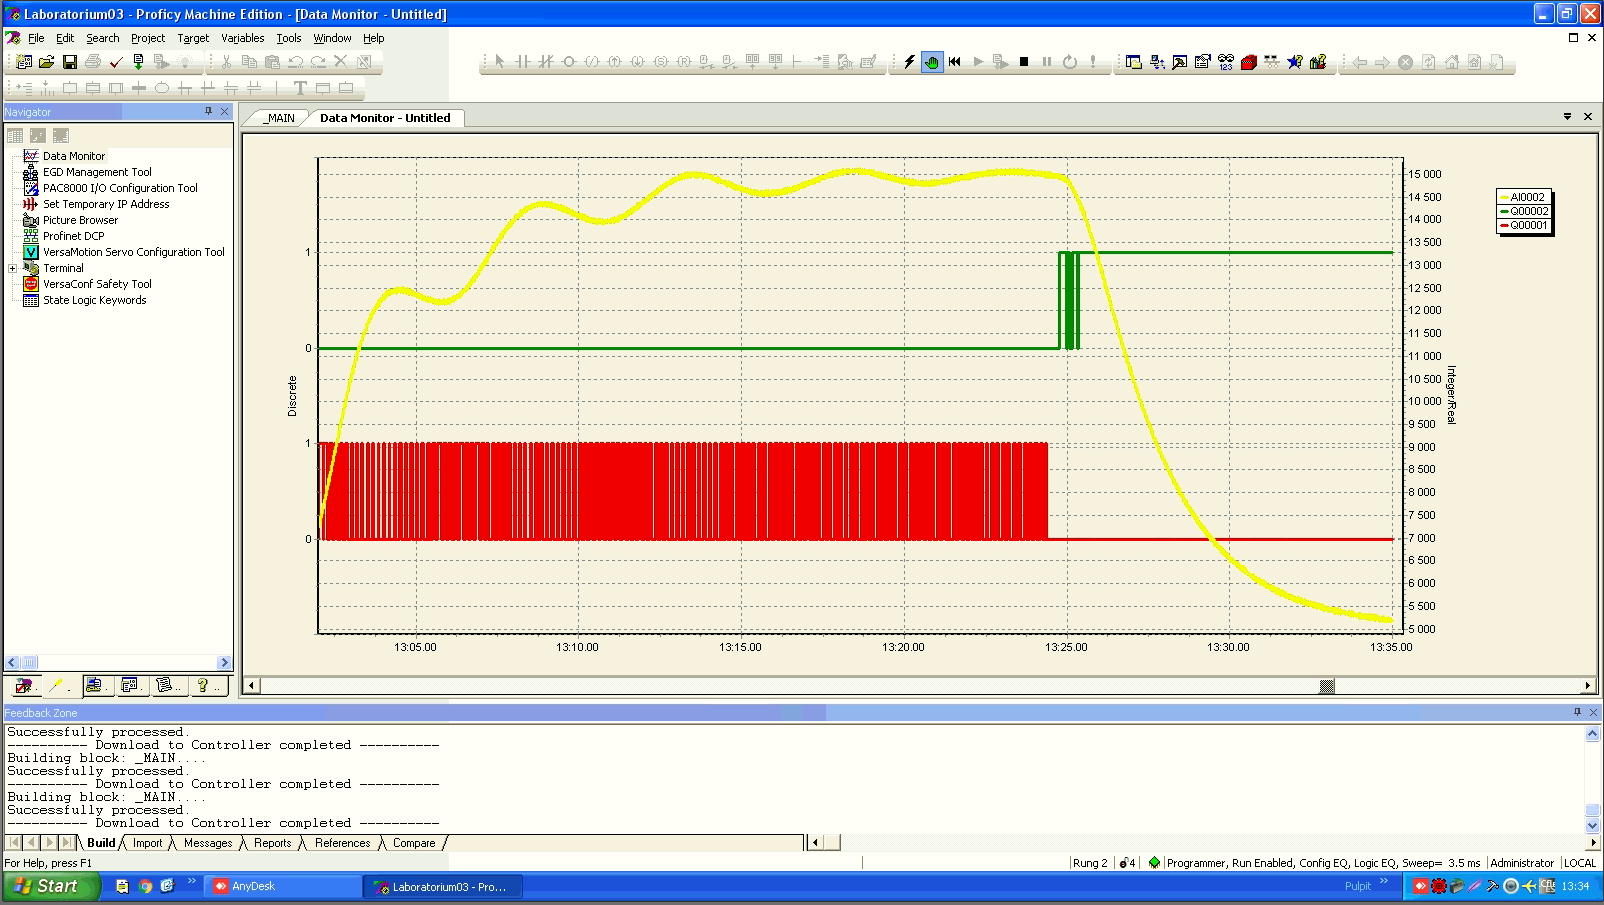 Laboratorium03 - Proficy Machine Edition - [Data Monitor - Untitled]
File Edit Search Project Target Variables Tools Window Help
Navigator
_MAIN Data Monitor - Untitled
Data Monitor
EGD Management Tool
PAC8000 I/O Configuration Tool
Set Temporary IP Address
Picture Browser
Profinet DCP
VersaMotion Servo Configuration Tool
Terminal
VersaConf Safety Tool
State Logic Keywords
Discrete
1
0
1
0
15 000
14 500
14 000
13 500
13 000
12 500
12 000
11 500
11 000
10 500
10 000
9 500
9 000
8 500
8 000
7 500
7 000
6 500
6 000
5 500
5 000
Integer/Real
AI0002
Q00002
Q00001
13:05.00 13:10.00 13:15.00 13:20.00 13:25.00 13:30.00 13:35.00
Feedback Zone
Successfully processed.
---------- Download to Controller completed ----------
Building block: _MAIN....
Successfully processed.
---------- Download to Controller completed ----------
Building block: _MAIN....
Successfully processed.
---------- Download to Controller completed ----------
Build Import Messages Reports References Compare
For Help, press F1 Rung 2 4 Programmer, Run Enabled, Config EQ, Logic EQ, Sweep= 3.5 ms Administrator LOCAL
Start AnyDesk Laboratorium03 - Pro... Pulpit 13:34